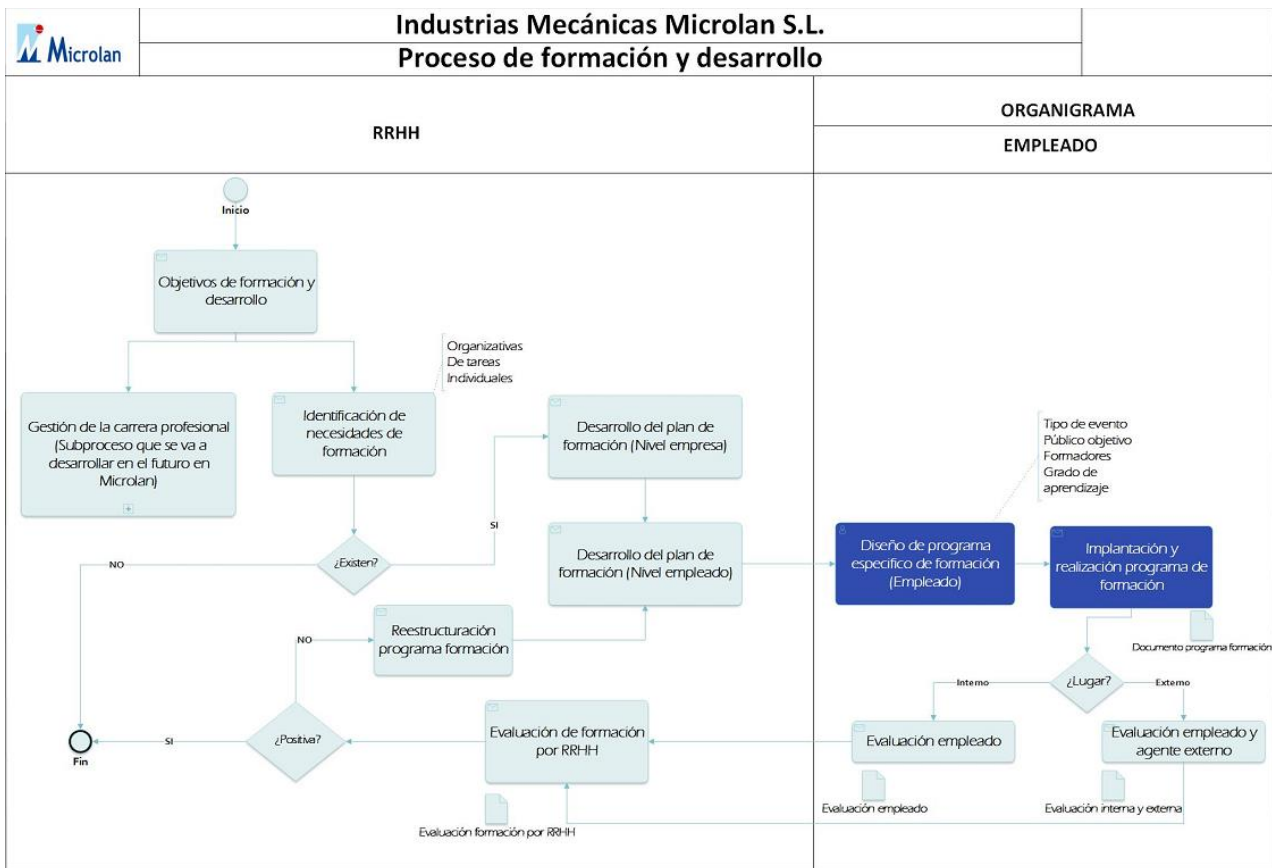 Microlan
Industrias Mecánicas Microlan S.L.
Proceso de formación y desarrollo
RRHH
ORGANIGRAMA
EMPLEADO
Inicio
Objetivos de formación y
desarrollo
Organizativas
De tareas
Individuales
Gestión de la carrera profesional
(Subproceso que se va a
desarrollar en el futuro en
Microlan)
Identificación de
necesidades de
formación
Desarrollo del plan de
formación (Nivel empresa)
Tipo de evento
Público objetivo
Formadores
Grado de
aprendizaje
SI
¿Existen?
NO
Desarrollo del plan de
formación (Nivel empleado)
Diseño de programa
especifico de formación
(Empleado)
Implantación y
realización programa de
formación
Documento programa formación
Reestructuración
programa formación
NO
¿Lugar?
Interno
Externo
Evaluación empleado
Evaluación empleado y
agente externo
Evaluación de formación
por RRHH
¿Positiva?
SI
Fin
Evaluación empleado
Evaluación interna y externa
Evaluación formación por RRHH